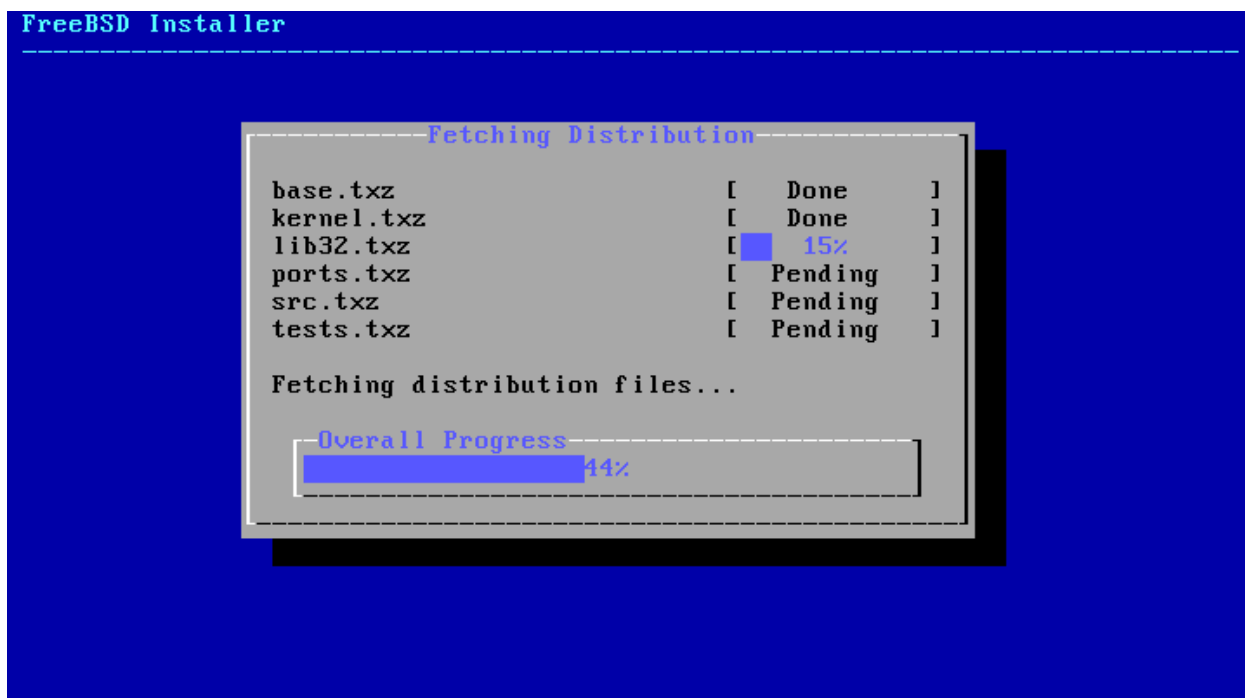 FreeBSD Installer
Fetching Distribution
base.txz [ Done ]
kernel.txz [ Done ]
lib32.txz [ 15% ]
ports.txz [ Pending ]
src.txz [ Pending ]
tests.txz [ Pending ]
Fetching distribution files...
Overall Progress
44%